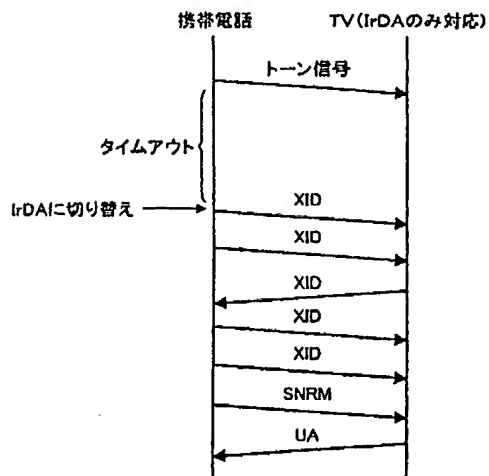 携帯電話
TV(IrDAのみ対応)
トーン信号
タイムアウト
IrDAに切り替え
XID
XID
XID
XID
XID
SNRM
UA